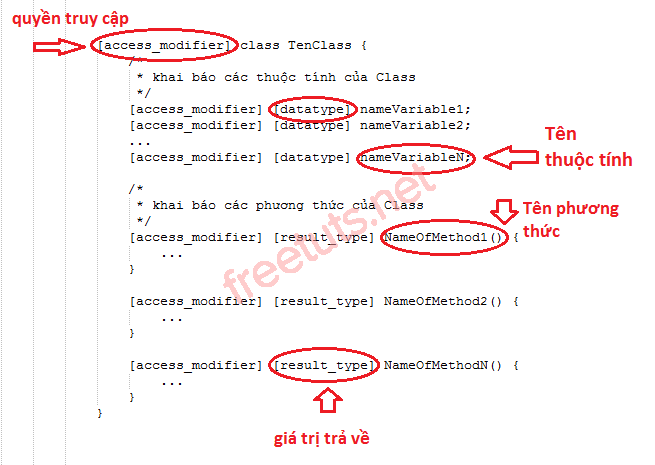 quyền truy cập
[access_modifier] class TenClass {
/*
* khai báo các thuộc tính của Class
*/
[access_modifier] [datatype] nameVariable1;
[access_modifier] [datatype] nameVariable2;
...
[access_modifier] [datatype] nameVariableN;
Tên
thuộc tính
/*
* khai báo các phương thức của Class
*/
[access_modifier] [result_type] NameOfMethod1() {
Tên phương
thức
...
}
[access_modifier] [result_type] NameOfMethod2() {
...
}
[access_modifier] [result_type] NameOfMethodN() {
...
}
}
giá trị trả về
freetuts.net